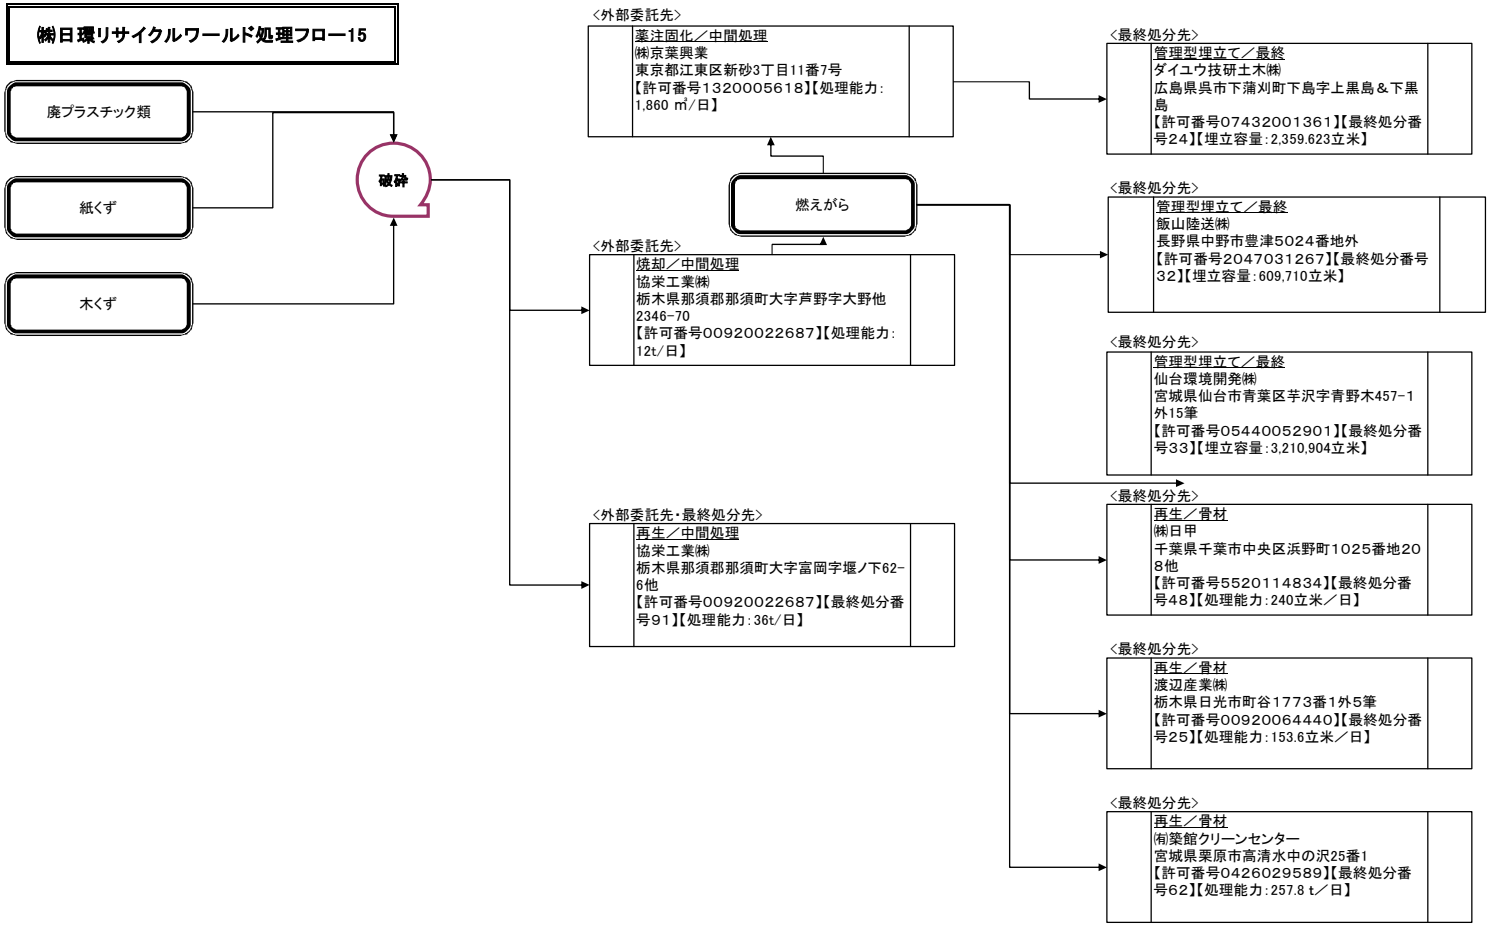 ㈱日環リサイクルワールド処理フロー15
廃プラスチック類
紙くず
木くず
破砕
<外部委託先>
薬注固化／中間処理
㈱京葉興業
東京都江東区新砂3丁目11番7号
【許可番号1320005618】【処理能力:
1,860 ㎥/日】
燃えがら
<外部委託先>
焼却／中間処理
協栄工業㈱
栃木県那須郡那須町大字芦野字大野他
2346-70
【許可番号00920022687】【処理能力:
12t/日】
<外部委託先・最終処分先>
再生／中間処理
協栄工業㈱
栃木県那須郡那須町大字富岡字堰ノ下62-
6他
【許可番号00920022687】【最終処分番
号91】【処理能力:36t/日】
<最終処分先>
管理型埋立て／最終
ダイユウ技研土木㈱
広島県呉市下蒲刈町下島字上黒島&下黒
島
【許可番号07432001361】【最終処分番
号24】【埋立容量:2,359.623立米】
<最終処分先>
管理型埋立て／最終
飯山陸送㈱
長野県中野市豊津5024番地外
【許可番号2047031267】【最終処分番号
32】【埋立容量:609,710立米】
<最終処分先>
管理型埋立て／最終
仙台環境開発㈱
宮城県仙台市青葉区芋沢字青野木457-1
外15筆
【許可番号05440052901】【最終処分番
号33】【埋立容量:3,210,904立米】
<最終処分先>
再生／骨材
㈱日甲
千葉県千葉市中央区浜野町1025番地20
8他
【許可番号5520114834】【最終処分番
号48】【処理能力:240立米／日】
<最終処分先>
再生／骨材
渡辺産業㈱
栃木県日光市町谷1773番1外5筆
【許可番号00920064440】【最終処分番
号25】【処理能力:153.6立米／日】
<最終処分先>
再生／骨材
㈲築館クリーンセンター
宮城県栗原市高清水中の沢25番1
【許可番号0426029589】【最終処分番
号62】【処理能力:257.8 t／日】